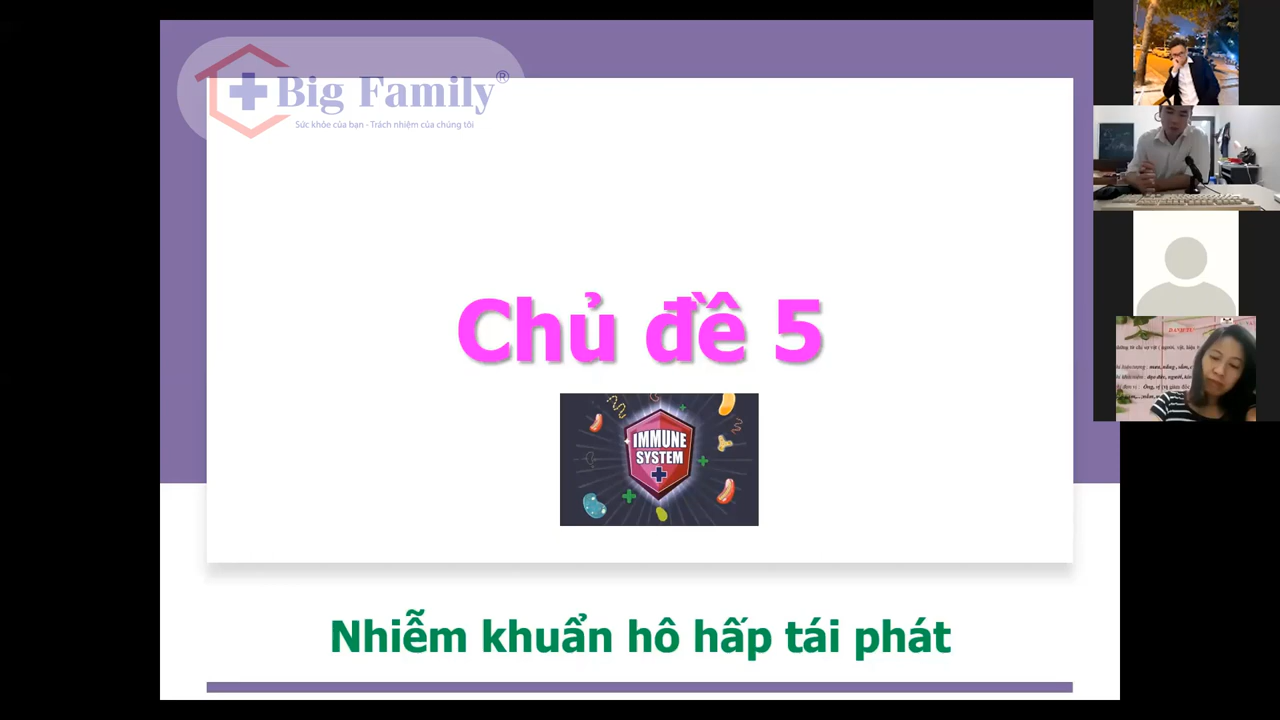 Big Family®
Sức khỏe của bạn - Trách nhiệm của chúng tôi
Chủ đề 5
IMMUNE
SYSTEM
Nhiễm khuẩn hô hấp tái phát